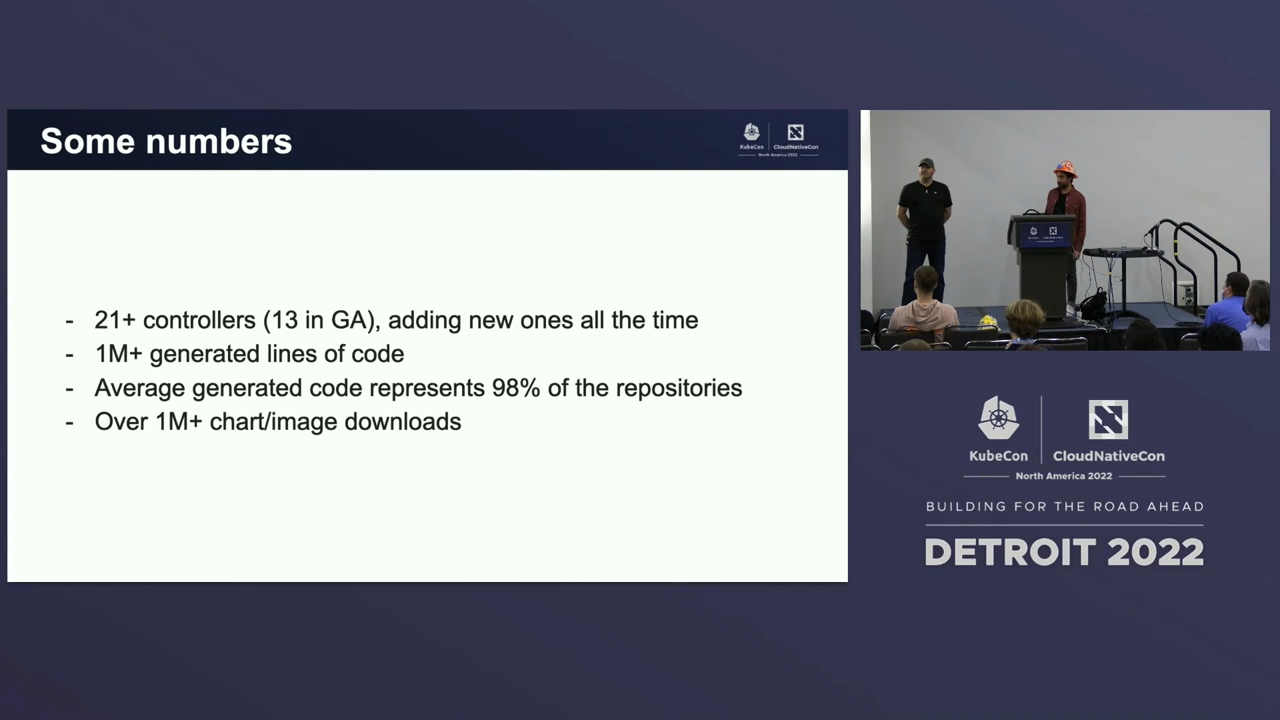 Some numbers
KubeCon
CloudNativeCon
North America 2022
- 21+ controllers (13 in GA), adding new ones all the time
- 1M+ generated lines of code
- Average generated code represents 98% of the repositories
- Over 1M+ chart/image downloads
KubeCon
CloudNativeCon
North America 2022
BUILDING FOR THE ROAD AHEAD
DETROIT 2022